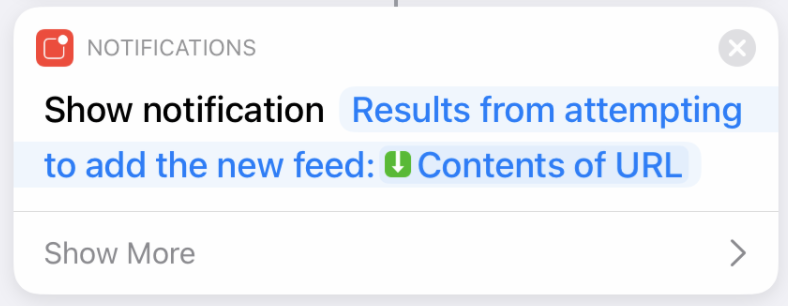 NOTIFICATIONS
Show notification Results from attempting
to add the new feed: Contents of URL
Show More